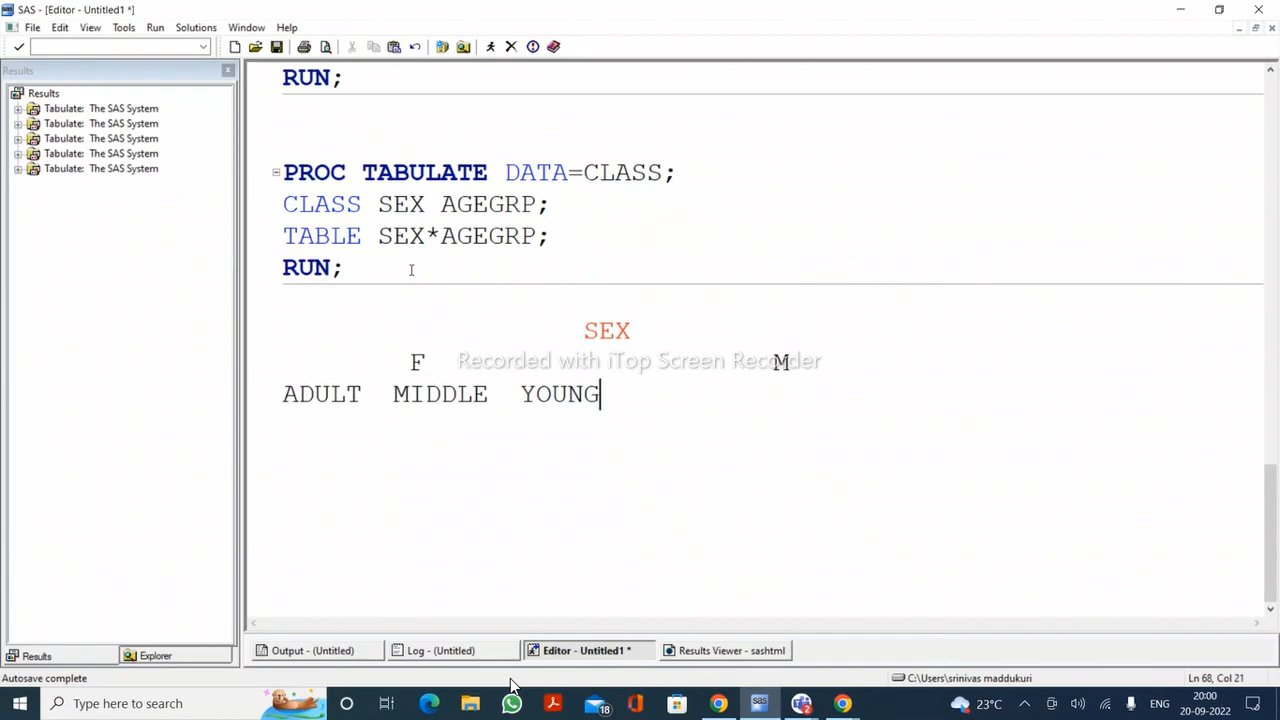 SAS - [Editor - Untitled1 *]
File Edit View Tools Run Solutions Window Help
Results
Results
Tabulate: The SAS System
Tabulate: The SAS System
Tabulate: The SAS System
Tabulate: The SAS System
Tabulate: The SAS System
RUN;
PROC TABULATE DATA=CLASS;
CLASS SEX AGEGRP;
TABLE SEX*AGEGRP;
RUN;
SEX
F M
Recorded with iTop Screen Recorder
ADULT MIDDLE YOUNG
Results Explorer
Output - (Untitled) Log - (Untitled) Editor - Untitled1 * Results Viewer - sashtml
Autosave complete C:\Users\srinivas maddukuri Ln 68, Col 21
Type here to search 18 2 23°C ENG 20:00
20-09-2022